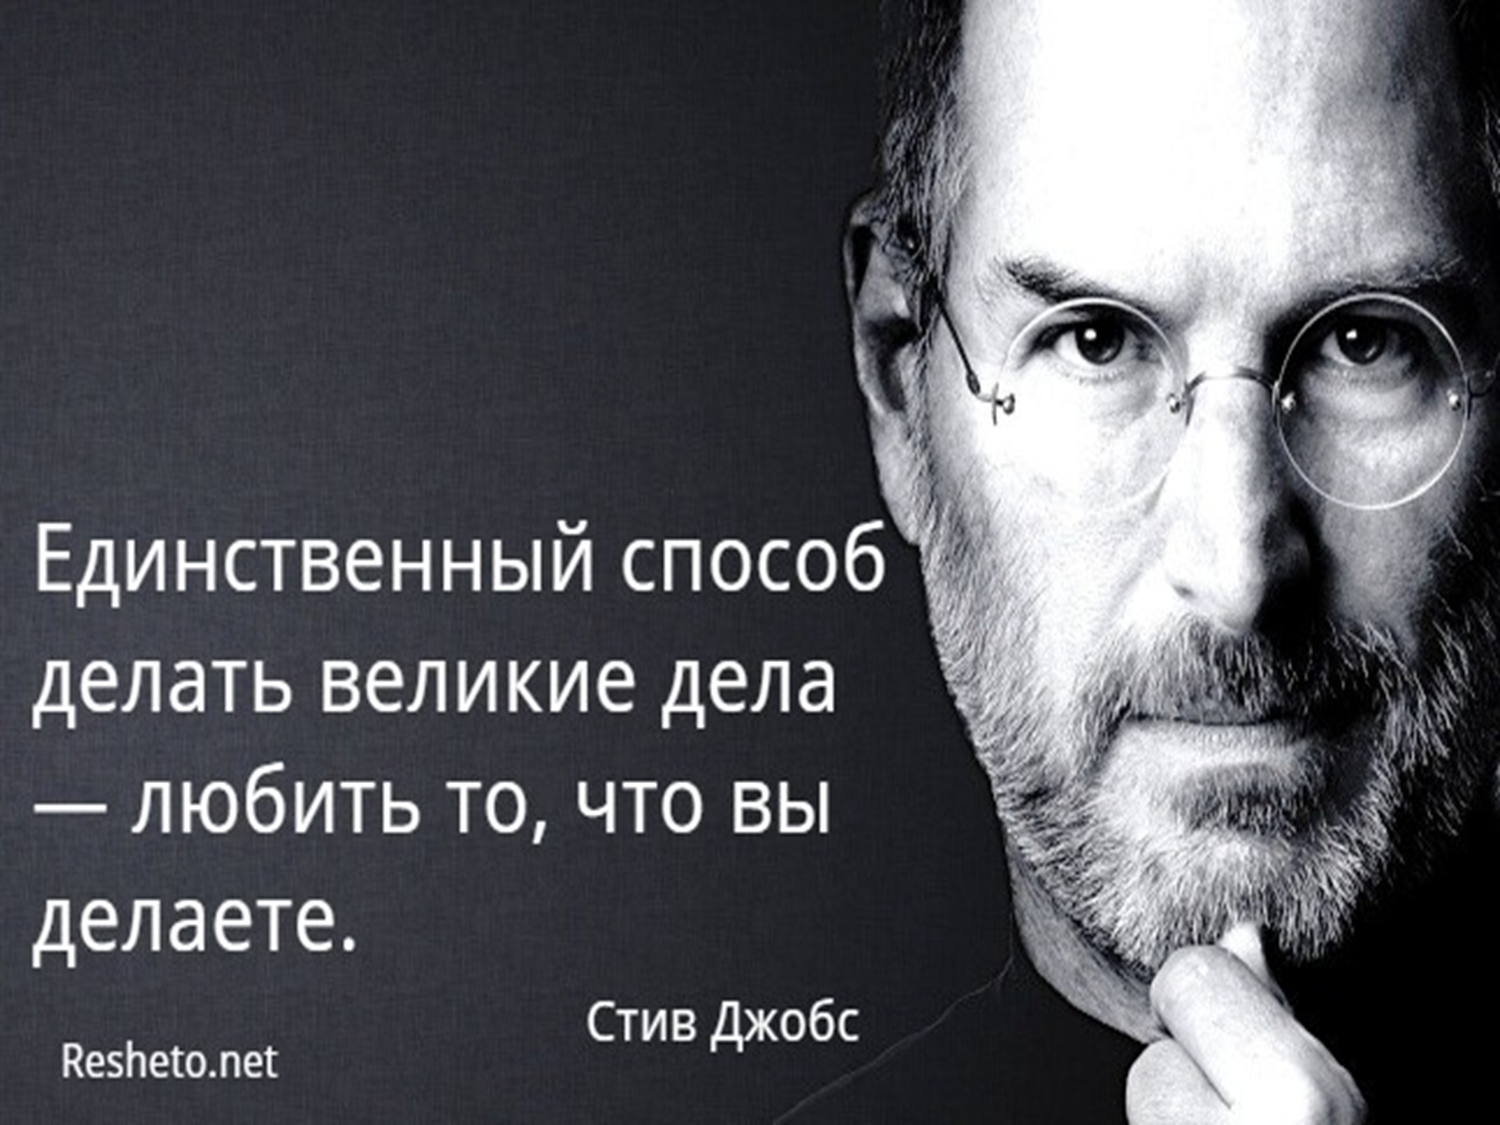 Единственный способ
делать великие дела
— любить то, что вы
делаете.
Стив Джобс
Resheto.net